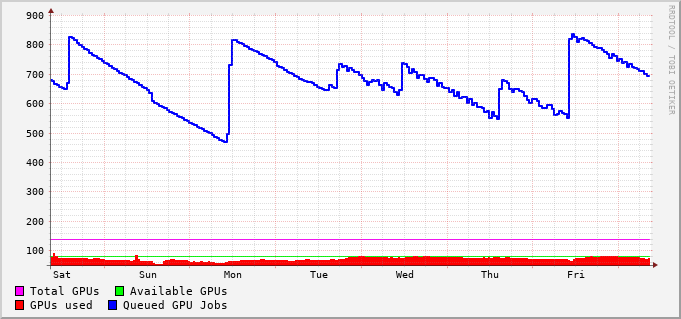 900
800
700
600
500
400
300
200
100
Sat Sun Mon Tue Wed Thu Fri
Total GPUs Available GPUs
GPUs used Queued GPU Jobs
RRDTOOL / TOBI OETIKER